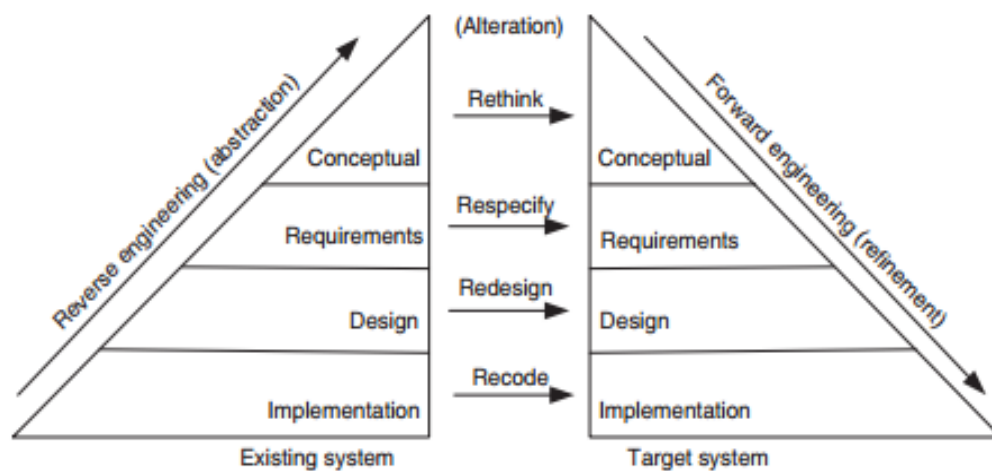 (Alteration)
Reverse engineering (abstraction)
Forward engineering (refinement)
Rethink
Conceptual
Conceptual
Respecify
Requirements
Requirements
Redesign
Design
Design
Recode
Implementation
Implementation
Existing system
Target system